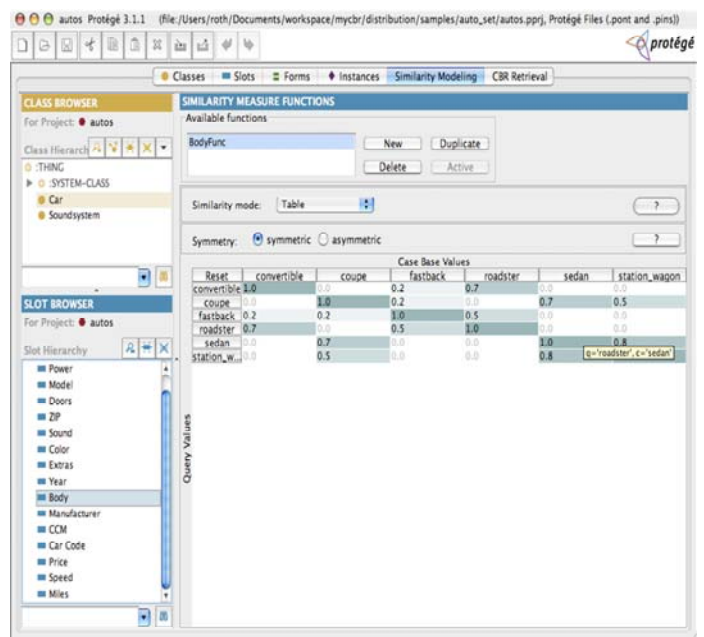 autos Protégé 3.1.1 (file:/Users/roth/Documents/workspace/mycbr/distribution/samples/auto_set/autos.pprj, Protégé Files (.pont and .pins))
protégé
Classes Slots Forms Instances Similarity Modeling CBR Retrieval
CLASS BROWSER
For Project: autos
Class Hierarch
:THING
:SYSTEM-CLASS
Car
Soundsystem
SLOT BROWSER
For Project: autos
Slot Hierarchy
Power
Model
Doors
ZIP
Sound
Color
Extras
Year
Body
Manufacturer
CCM
Car Code
Price
Speed
Miles
SIMILARITY MEASURE FUNCTIONS
Available functions
BodyFunc
New Duplicate
Delete Active
Similarity mode: Table ?
Symmetry: symmetric asymmetric ?
Case Base Values
Reset convertible coupe fastback roadster sedan station_wagon
convertible 1.0 0.0 0.2 0.7 0.0 0.0
coupe 0.0 1.0 0.2 0.0 0.7 0.5
fastback 0.2 0.2 1.0 0.5 0.0 0.0
roadster 0.7 0.0 0.5 1.0 0.0 0.0
sedan 0.0 0.7 0.0 0.0 1.0 0.8
station_w... 0.0 0.5 0.0 0.0 0.8
q='roadster', c='sedan'
Query Values